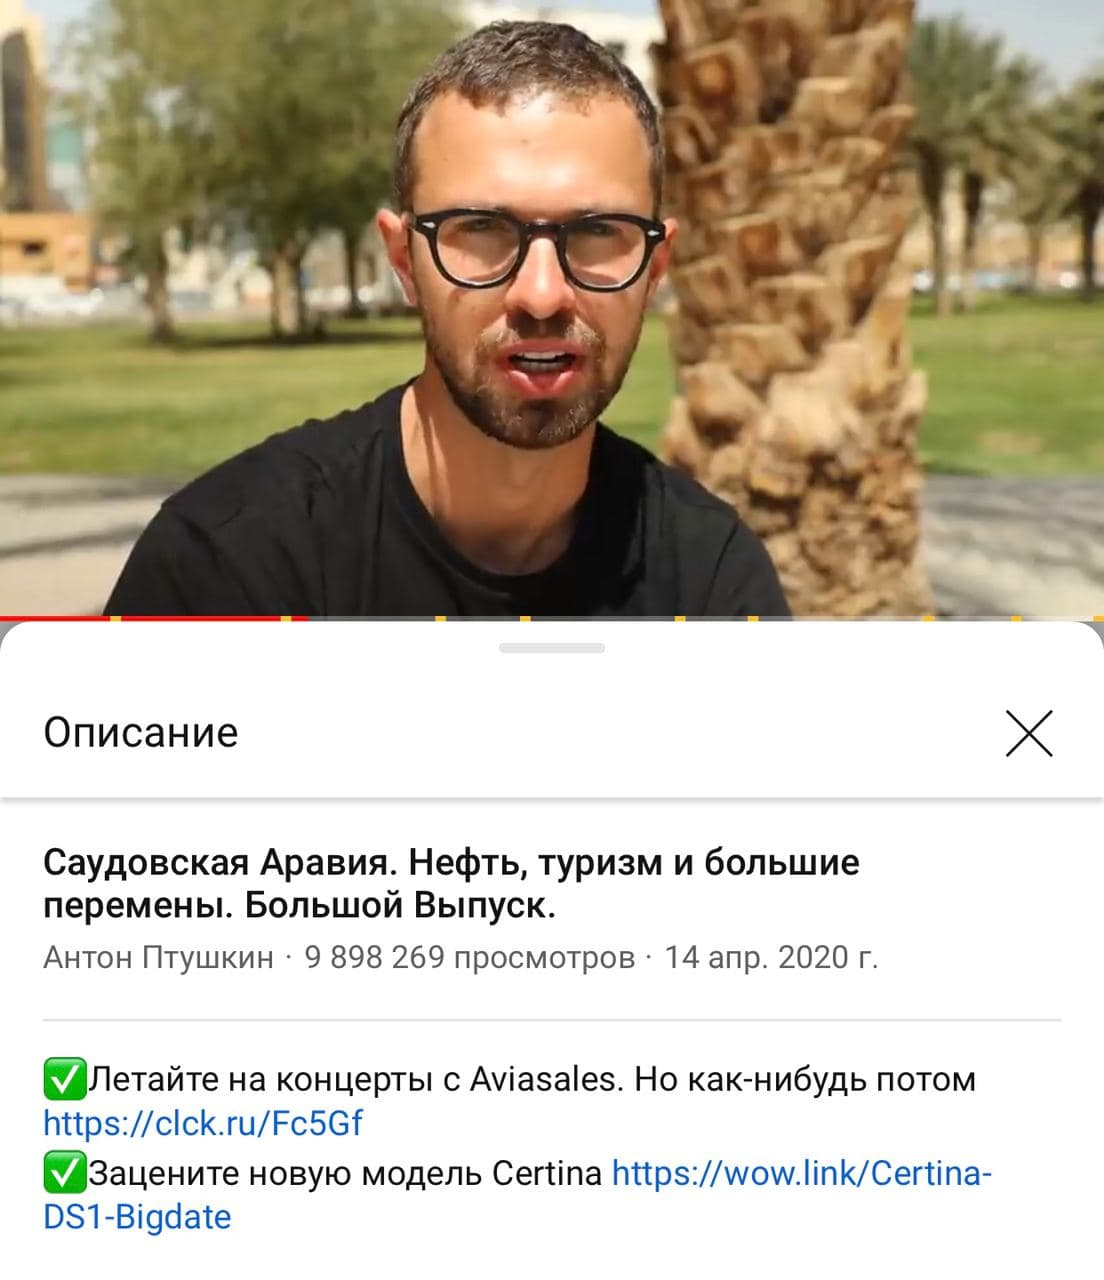 Описание
Саудовская Аравия. Нефть, туризм и большие
перемены. Большой Выпуск.
Антон Птушкин · 9 898 269 просмотров · 14 апр. 2020 г.
✅Летайте на концерты с Aviasales. Но как-нибудь потом
https://clck.ru/Fc5Gf
✅Зацените новую модель Certina https://wow.link/Certina-
DS1-Bigdate